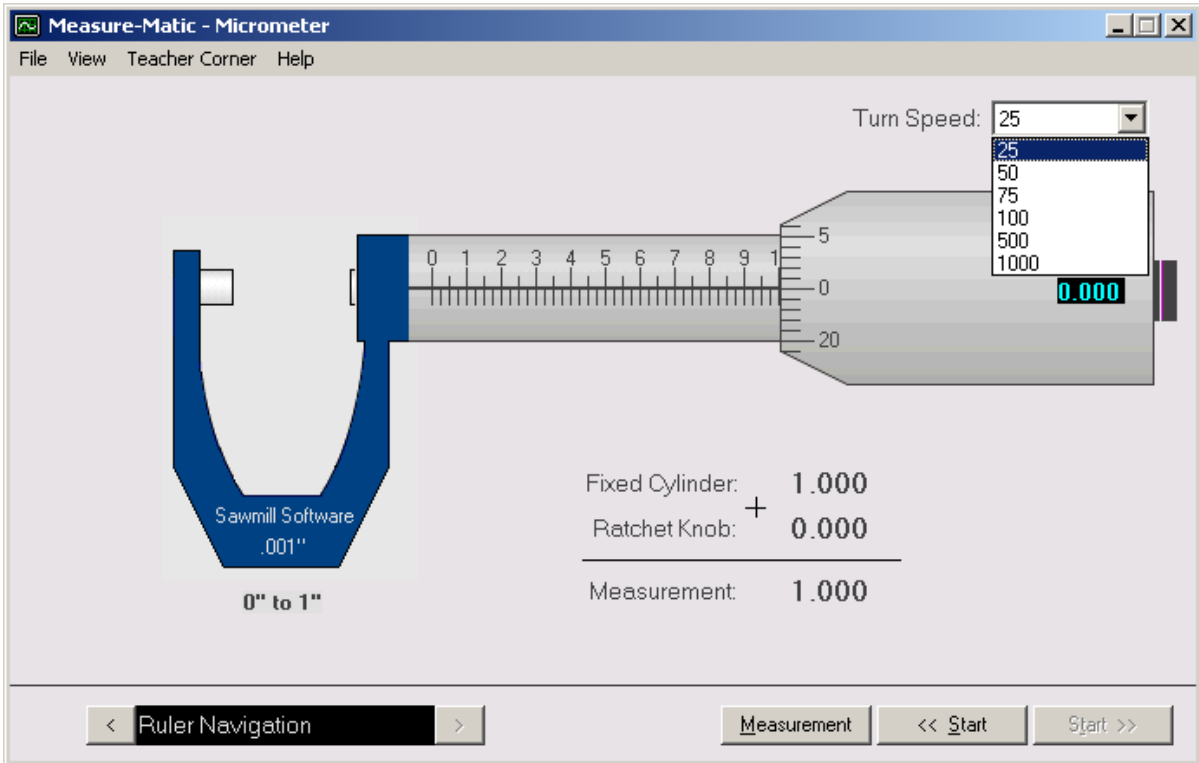 Measure-Matic - Micrometer
File View Teacher Corner Help
Turn Speed: 25
25
50
75
100
500
1000
0 1 2 3 4 5 6 7 8 9 1
5
0
20
0.000
Sawmill Software
.001"
0" to 1"
Fixed Cylinder: 1.000
+
Ratchet Knob: 0.000
Measurement: 1.000
< Ruler Navigation >
Measurement << Start Start >>